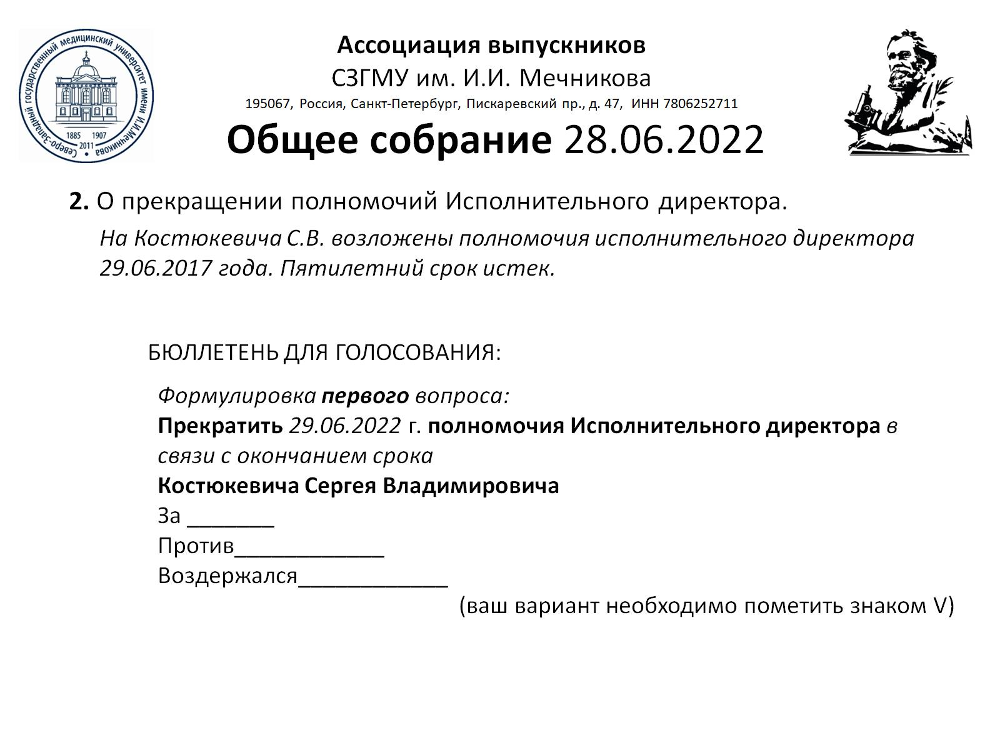 Северо-Западный государственный медицинский университет имени И.И.Мечникова
1885 1907
2011
Ассоциация выпускников
СЗГМУ им. И.И. Мечникова
195067, Россия, Санкт-Петербург, Пискаревский пр., д. 47, ИНН 7806252711
Общее собрание 28.06.2022
2. О прекращении полномочий Исполнительного директора.
На Костюкевича С.В. возложены полномочия исполнительного директора
29.06.2017 года. Пятилетний срок истек.
БЮЛЛЕТЕНЬ ДЛЯ ГОЛОСОВАНИЯ:
Формулировка первого вопроса:
Прекратить 29.06.2022 г. полномочия Исполнительного директора в
связи с окончанием срока
Костюкевича Сергея Владимировича
За _______
Против____________
Воздержался____________
(ваш вариант необходимо пометить знаком V)